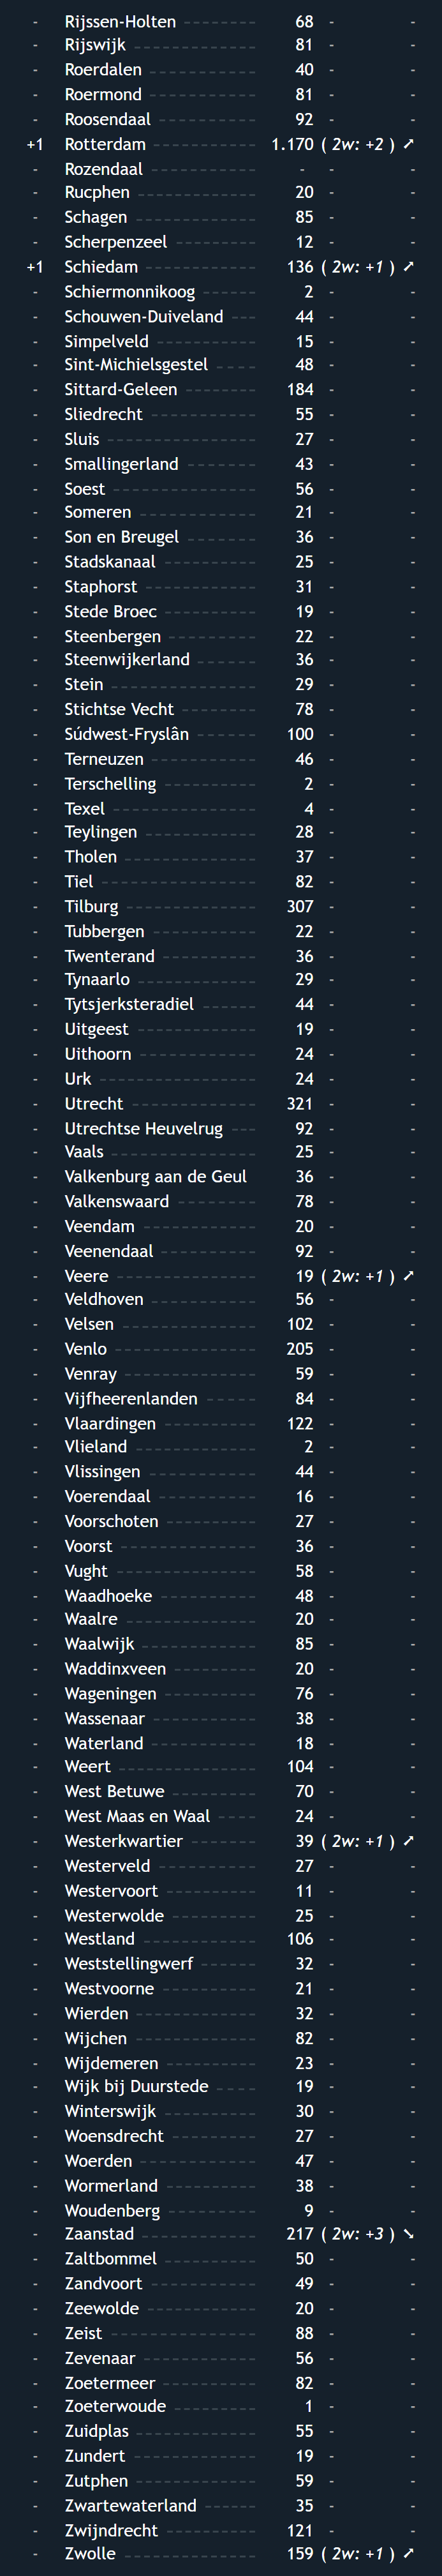 - Rijssen-Holten 68 - -
- Rijswijk 81 - -
- Roerdalen 40 - -
- Roermond 81 - -
- Roosendaal 92 - -
+1 Rotterdam 1.170 ( 2w: +2 ) ➚
- Rozendaal - - -
- Rucphen 20 - -
- Schagen 85 - -
- Scherpenzeel 12 - -
+1 Schiedam 136 ( 2w: +1 ) ➚
- Schiermonnikoog 2 - -
- Schouwen-Duiveland 44 - -
- Simpelveld 15 - -
- Sint-Michielsgestel 48 - -
- Sittard-Geleen 184 - -
- Sliedrecht 55 - -
- Sluis 27 - -
- Smallingerland 43 - -
- Soest 56 - -
- Someren 21 - -
- Son en Breugel 36 - -
- Stadskanaal 25 - -
- Staphorst 31 - -
- Stede Broec 19 - -
- Steenbergen 22 - -
- Steenwijkerland 36 - -
- Stein 29 - -
- Stichtse Vecht 78 - -
- Súdwest-Fryslân 100 - -
- Terneuzen 46 - -
- Terschelling 2 - -
- Texel 4 - -
- Teylingen 28 - -
- Tholen 37 - -
- Tiel 82 - -
- Tilburg 307 - -
- Tubbergen 22 - -
- Twenterand 36 - -
- Tynaarlo 29 - -
- Tytsjerksteradiel 44 - -
- Uitgeest 19 - -
- Uithoorn 24 - -
- Urk 24 - -
- Utrecht 321 - -
- Utrechtse Heuvelrug 92 - -
- Vaals 25 - -
- Valkenburg aan de Geul 36 - -
- Valkenswaard 78 - -
- Veendam 20 - -
- Veenendaal 92 - -
- Veere 19 ( 2w: +1 ) ➚
- Veldhoven 56 - -
- Velsen 102 - -
- Venlo 205 - -
- Venray 59 - -
- Vijfheerenlanden 84 - -
- Vlaardingen 122 - -
- Vlieland 2 - -
- Vlissingen 44 - -
- Voerendaal 16 - -
- Voorschoten 27 - -
- Voorst 36 - -
- Vught 58 - -
- Waadhoeke 48 - -
- Waalre 20 - -
- Waalwijk 85 - -
- Waddinxveen 20 - -
- Wageningen 76 - -
- Wassenaar 38 - -
- Waterland 18 - -
- Weert 104 - -
- West Betuwe 70 - -
- West Maas en Waal 24 - -
- Westerkwartier 39 ( 2w: +1 ) ➚
- Westerveld 27 - -
- Westervoort 11 - -
- Westerwolde 25 - -
- Westland 106 - -
- Weststellingwerf 32 - -
- Westvoorne 21 - -
- Wierden 32 - -
- Wijchen 82 - -
- Wijdemeren 23 - -
- Wijk bij Duurstede 19 - -
- Winterswijk 30 - -
- Woensdrecht 27 - -
- Woerden 47 - -
- Wormerland 38 - -
- Woudenberg 9 - -
- Zaanstad 217 ( 2w: +3 ) ➘
- Zaltbommel 50 - -
- Zandvoort 49 - -
- Zeewolde 20 - -
- Zeist 88 - -
- Zevenaar 56 - -
- Zoetermeer 82 - -
- Zoeterwoude 1 - -
- Zuidplas 55 - -
- Zundert 19 - -
- Zutphen 59 - -
- Zwartewaterland 35 - -
- Zwijndrecht 121 - -
- Zwolle 159 ( 2w: +1 ) ➚